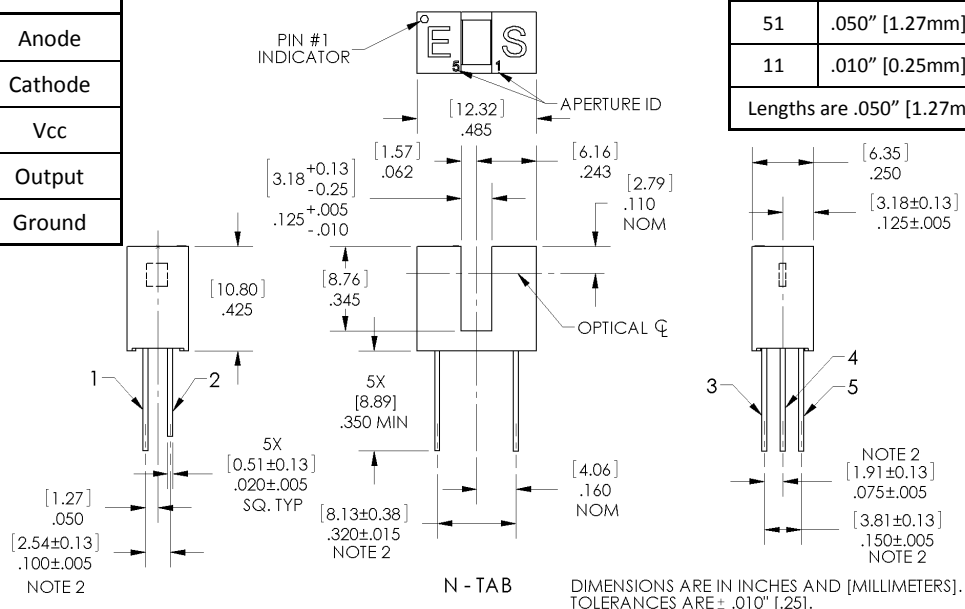 Anode
Cathode
Vcc
Output
Ground
51 .050” [1.27mm]
11 .010” [0.25mm]
Lengths are .050” [1.27m
PIN #1
INDICATOR
E S
5 1
APERTURE ID
[12.32]
.485
[1.57]
.062
[6.16]
.243
[3.18 +0.13 -0.25]
.125 +.005 -.010
[2.79]
.110
NOM
[8.76]
.345
OPTICAL ℄
5X
[8.89]
.350 MIN
[4.06]
.160
NOM
[8.13±0.38]
.320±.015
NOTE 2
[10.80]
.425
1
2
5X
[0.51±0.13]
.020±.005
SQ. TYP
[1.27]
.050
[2.54±0.13]
.100±.005
NOTE 2
[6.35]
.250
[3.18±0.13]
.125±.005
3
4
5
NOTE 2
[1.91±0.13]
.075±.005
[3.81±0.13]
.150±.005
NOTE 2
N - TAB
DIMENSIONS ARE IN INCHES AND [MILLIMETERS].
TOLERANCES ARE ± .010" [.25].